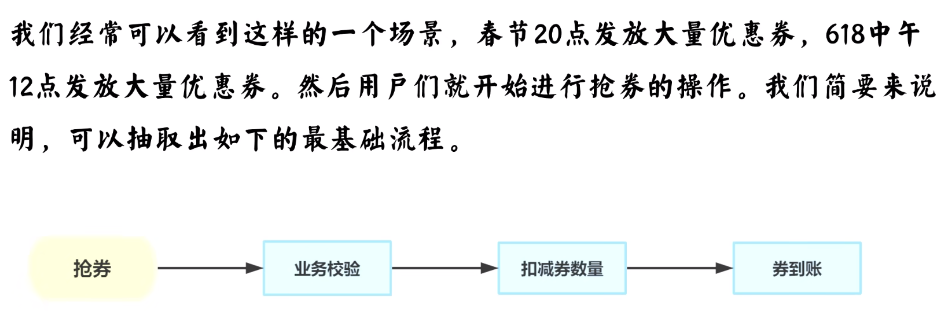 我们经常可以看到这样的一个场景，春节20点发放大量优惠券，618中午
12点发放大量优惠券。然后用户们就开始进行抢券的操作。我们简要来说
明，可以抽取出如下的最基础流程。
抢券
业务校验
扣减券数量
券到账